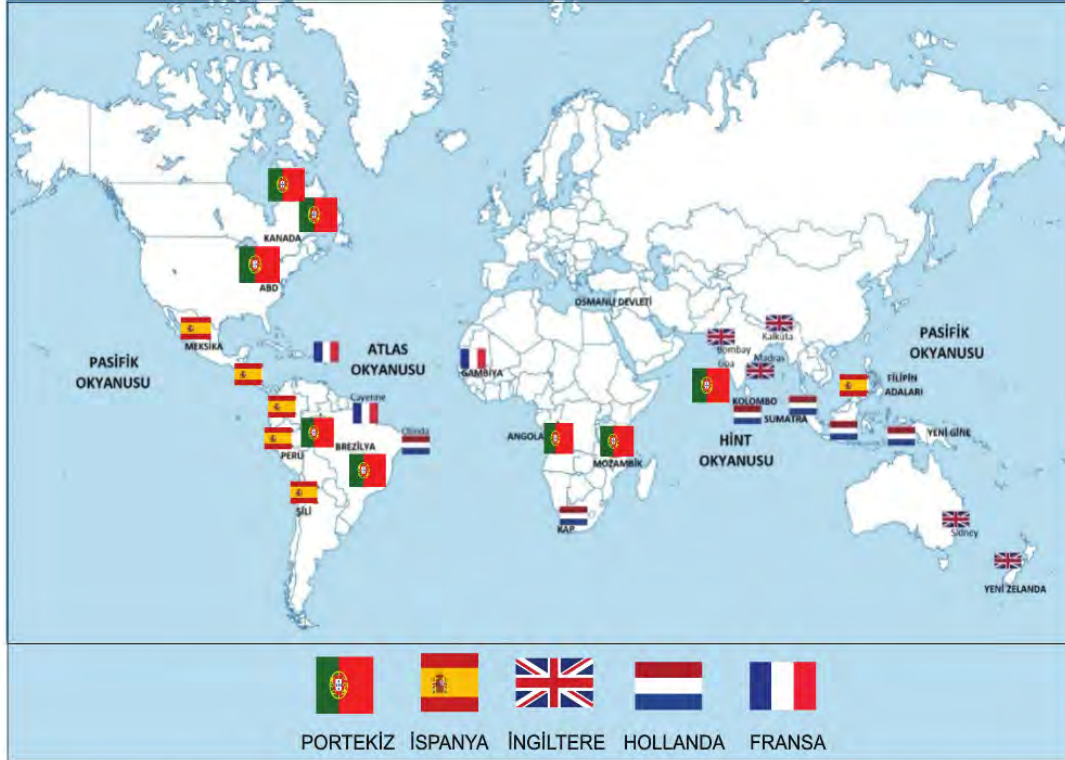 KANADA
ABD
MEKSİKA
PASİFİK
OKYANUSU
ATLAS
OKYANUSU
Cayenne
Olinda
PERU
BREZİLYA
ŞİLİ
OSMANLI DEVLETİ
GAMBİYA
ANGOLA
MOZAMBİK
KAP
Bombay
Kalküta
Goa
Madras
KOLOMBO
SUMATRA
HİNT
OKYANUSU
PASİFİK
OKYANUSU
FİLİPİN
ADALARI
YENİ GİNE
Sidney
YENİ ZELANDA
PORTEKİZ İSPANYA İNGİLTERE HOLLANDA FRANSA